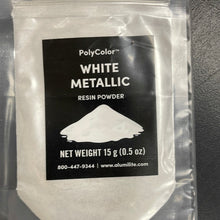 PolyColor™
WHITE
METALLIC
RESIN POWDER
NET WEIGHT 15 g (0.5 oz)
800-447-9344 | www.alumilite.com